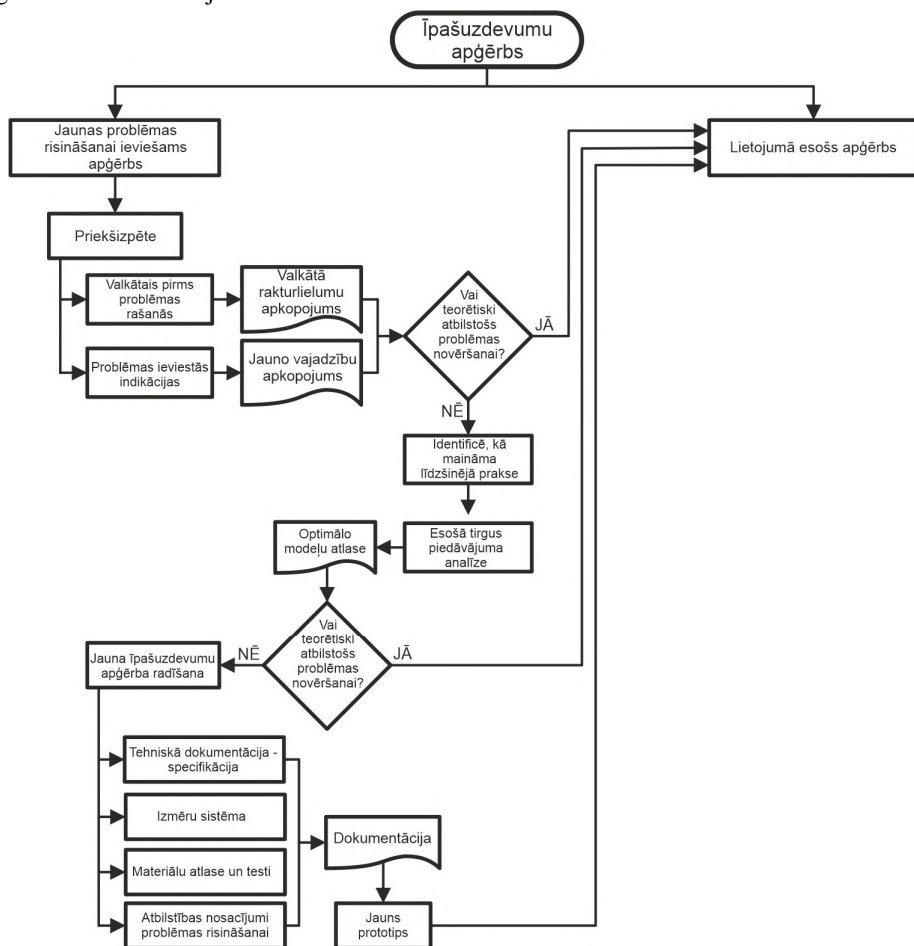 Īpašuzdevumu
apģērbs
Jaunas problēmas
risināšanai ieviešams
apģērbs
Lietojumā esošs apģērbs
Priekšizpēte
Valkātais pirms
problēmas
rašanās
Valkātā
rakturlielumu
apkopojums
Problēmas ieviestās
indikācijas
Jauno vajadzību
apkopojums
Vai
teorētiski
atbilstošs
problēmas
novēršanai?
JĀ
NĒ
Identificē, kā
maināma
līdzšinējā prakse
Esošā tirgus
piedāvājuma
analīze
Optimālo
modeļu atlase
Vai
teorētiski
atbilstošs
problēmas
novēršanai?
NĒ
JĀ
Jauna īpašuzdevumu
apģērba radīšana
Tehniskā dokumentācija -
specifikācija
Izmēru sistēma
Materiālu atlase un testi
Atbilstības nosacījumi
problēmas risināšanai
Dokumentācija
Jauns
prototips